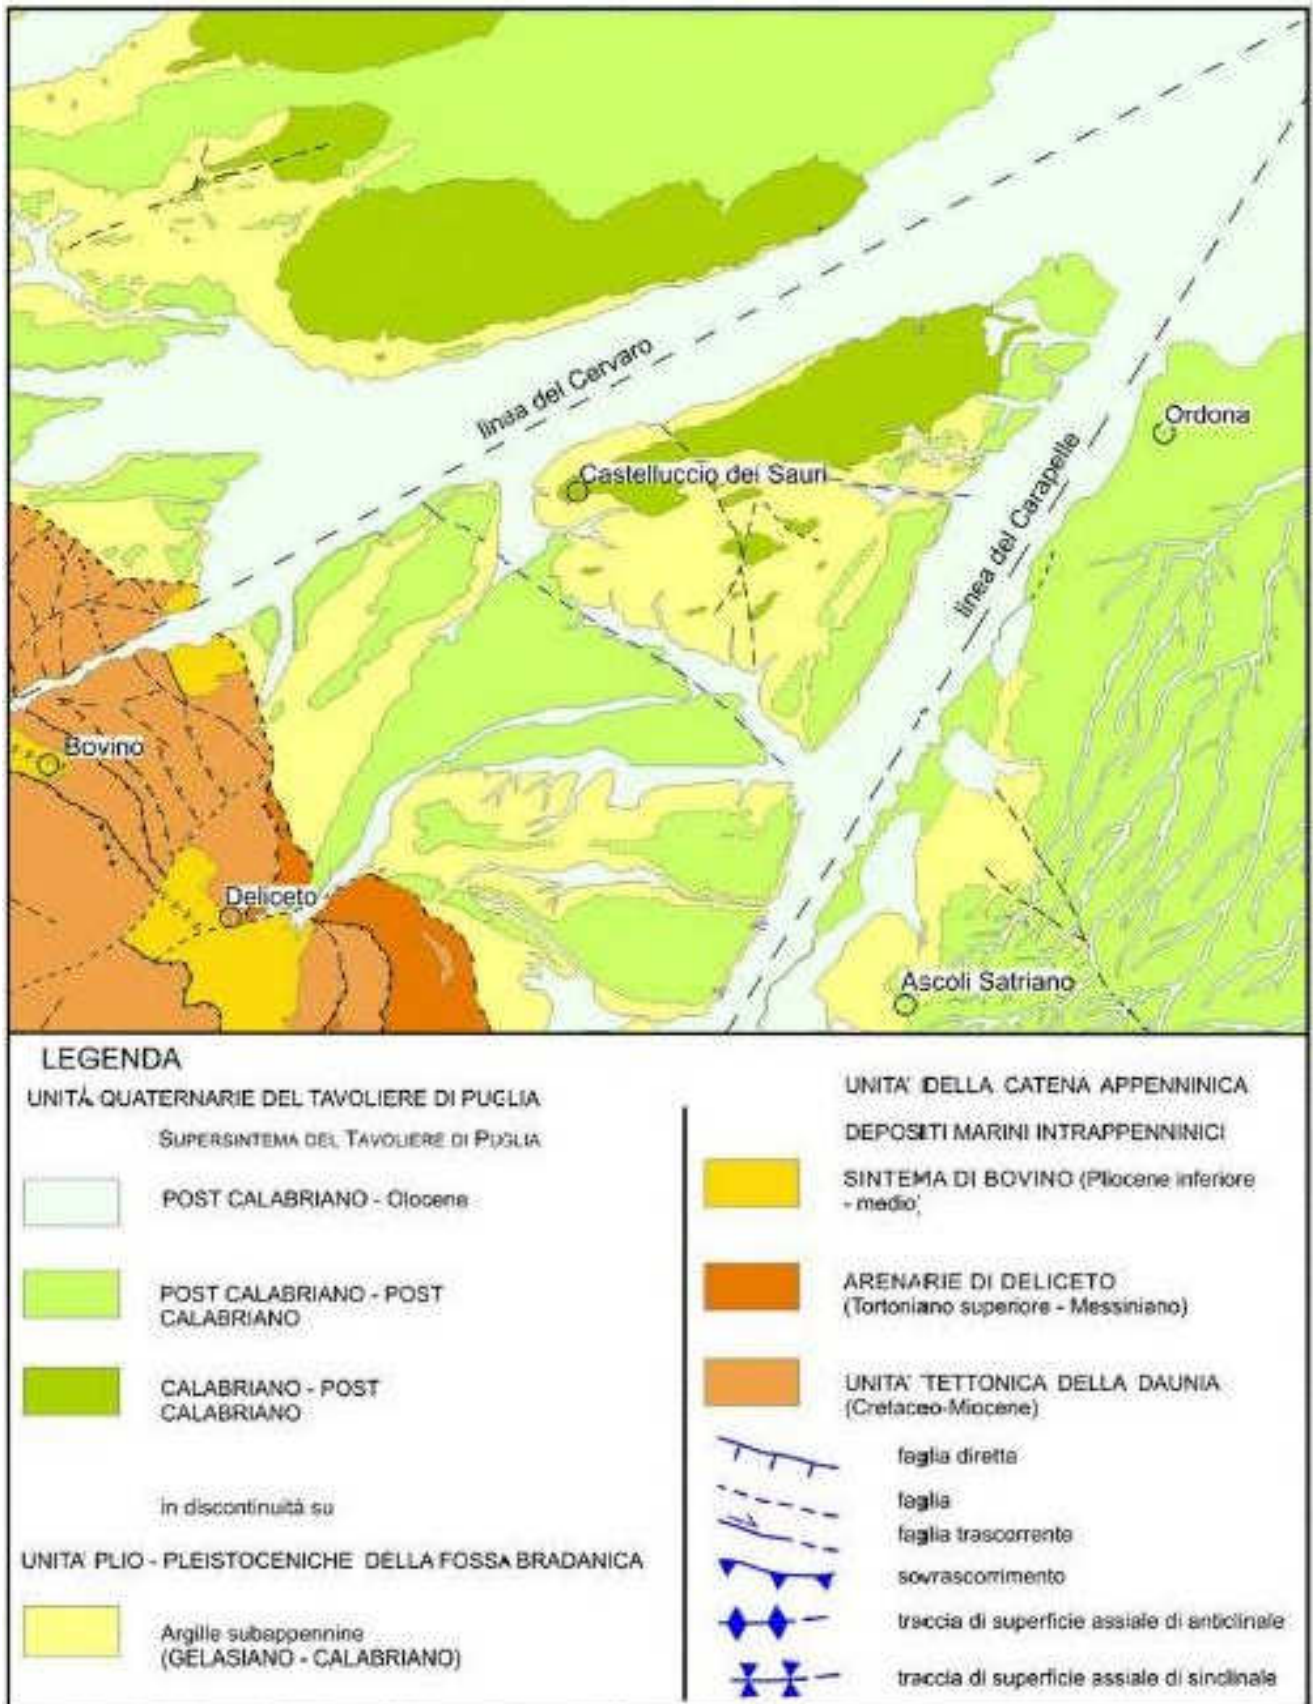 linea del Cervaro
Ordona
Castelluccio dei Sauri
linea del Carapelle
Bovino
Deliceto
Ascoli Satriano
LEGENDA
UNITÀ QUATERNARIE DEL TAVOLIERE DI PUGLIA
SUPERSINTEMA DEL TAVOLIERE DI PUGLIA
POST CALABRIANO - Olocene
POST CALABRIANO - POST
CALABRIANO
CALABRIANO - POST
CALABRIANO
in discontinuità su
UNITA' PLIO - PLEISTOCENICHE DELLA FOSSA BRADANICA
Argille subappennine
(GELASIANO - CALABRIANO)
UNITA' DELLA CATENA APPENNINICA
DEPOSITI MARINI INTRAPPENNINICI
SINTEMA DI BOVINO (Pliocene inferiore
- medio)
ARENARIE DI DELICETO
(Tortoniano superiore - Messiniano)
UNITA' TETTONICA DELLA DAUNIA
(Cretaceo-Miocene)
faglia diretta
faglia
faglia trascorrente
sovrascorrimento
traccia di superficie assiale di anticlinale
traccia di superficie assiale di sinclinale